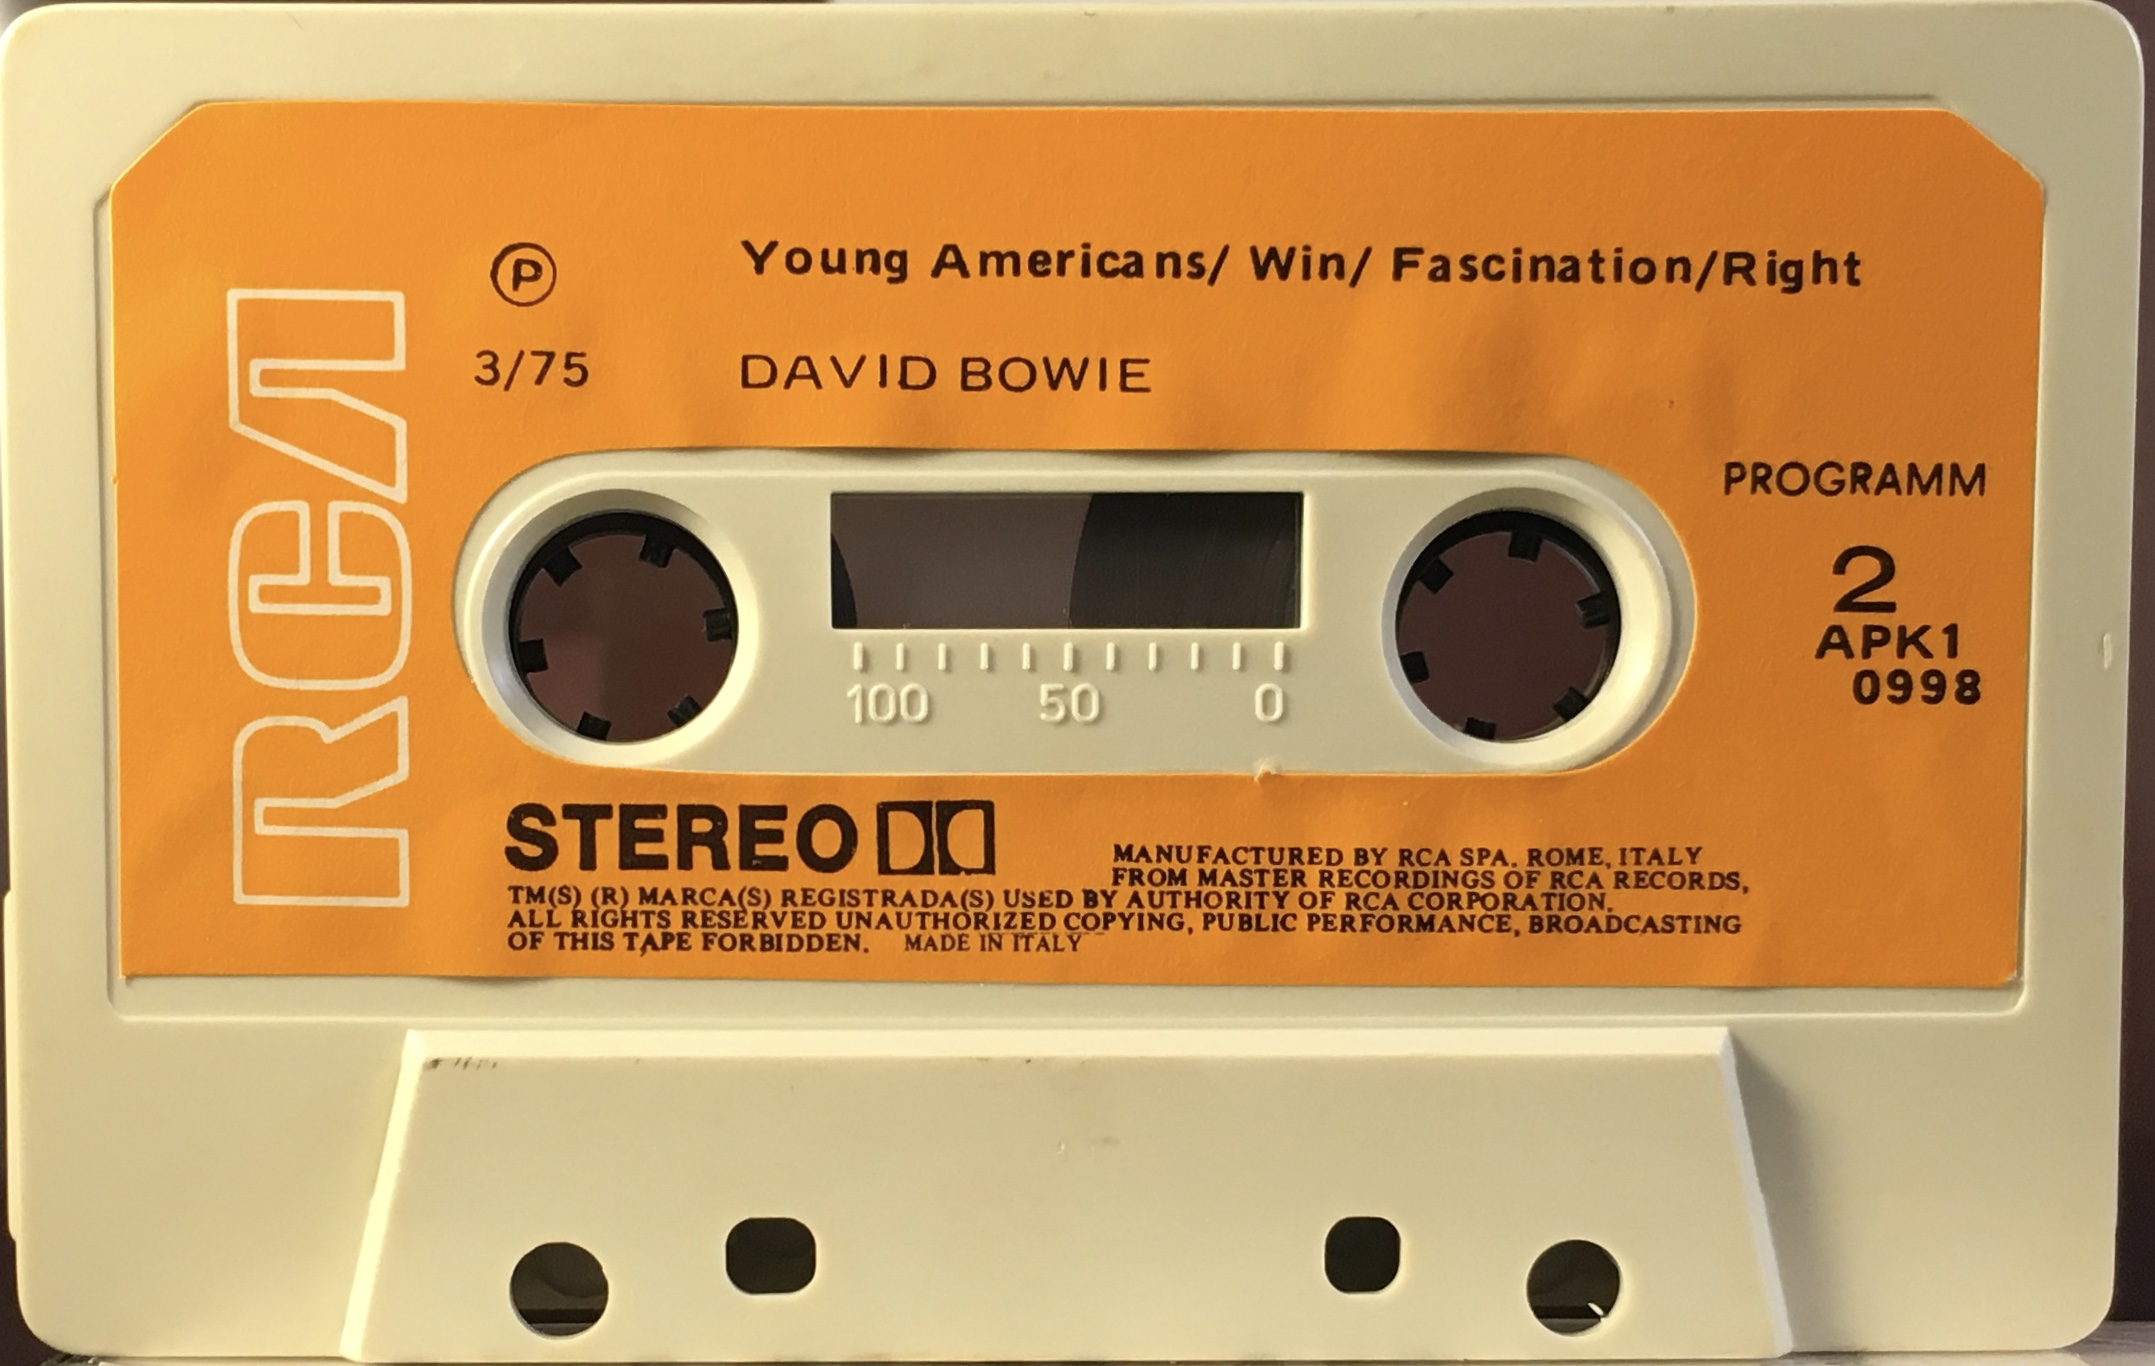 RCA
Ⓟ
3/75
Young Americans/ Win/ Fascination/Right
DAVID BOWIE
PROGRAMM
2
APK1
0998
100 50 0
STEREO
MANUFACTURED BY RCA SPA. ROME, ITALY
FROM MASTER RECORDINGS OF RCA RECORDS,
TM(S) (R) MARCA(S) REGISTRADA(S) USED BY AUTHORITY OF RCA CORPORATION.
ALL RIGHTS RESERVED UNAUTHORIZED COPYING, PUBLIC PERFORMANCE, BROADCASTING
OF THIS TAPE FORBIDDEN. MADE IN ITALY